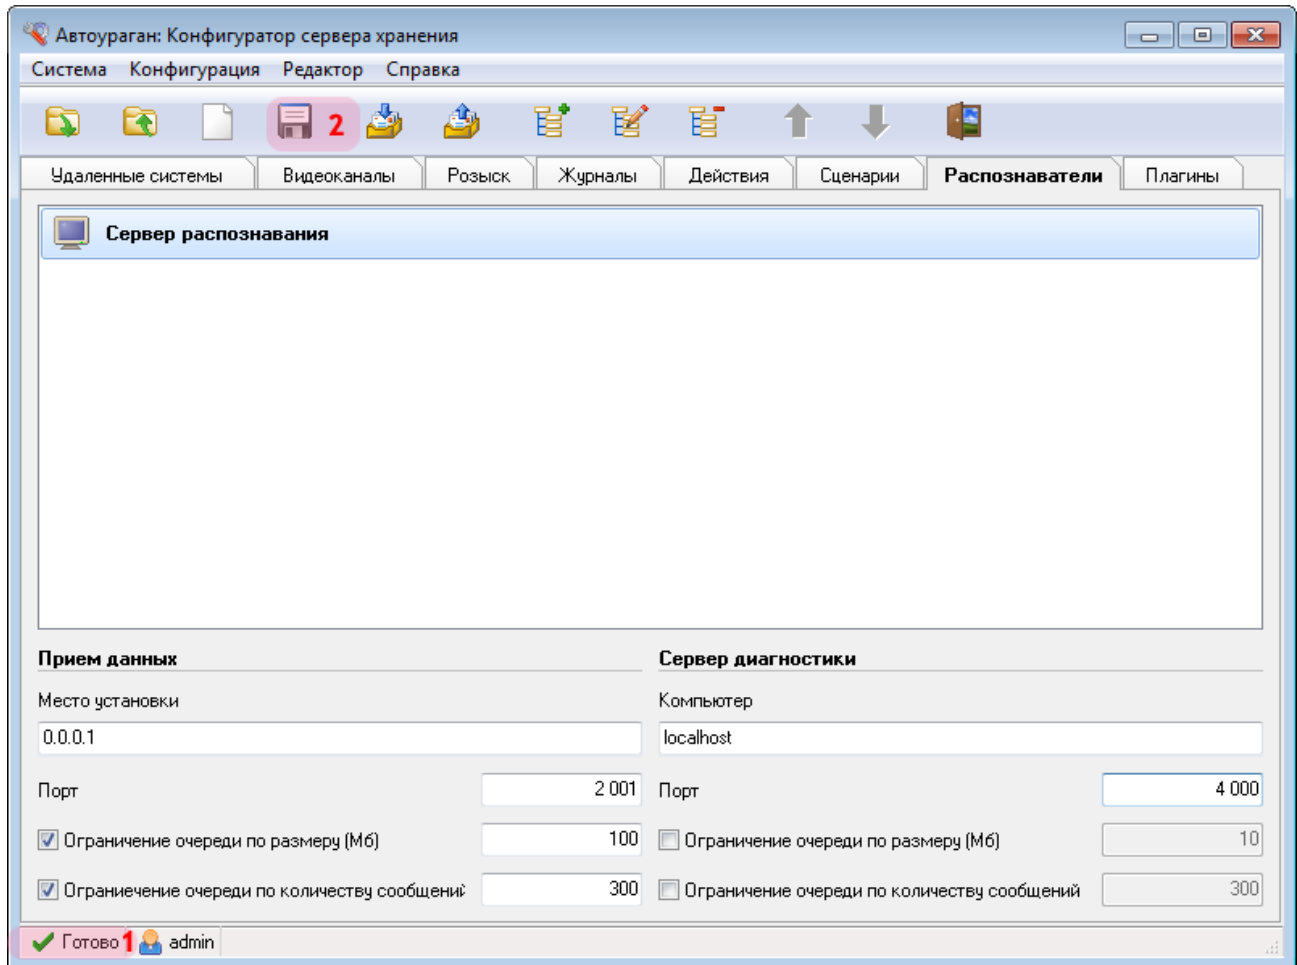 Автоураган: Конфигуратор сервера хранения
Система Конфигурация Редактор Справка
2
Удаленные системы Видеоканалы Розыск Журналы Действия Сценарии Распознаватели Плагины
Сервер распознавания
Прием данных Сервер диагностики
Место установки Компьютер
0.0.0.1 localhost
Порт 2 001 Порт 4 000
Ограничение очереди по размеру (Мб) 100 Ограничение очереди по размеру (Мб) 10
Ограниечение очереди по количеству сообщений 300 Ограничение очереди по количеству сообщений 300
Готово 1 admin